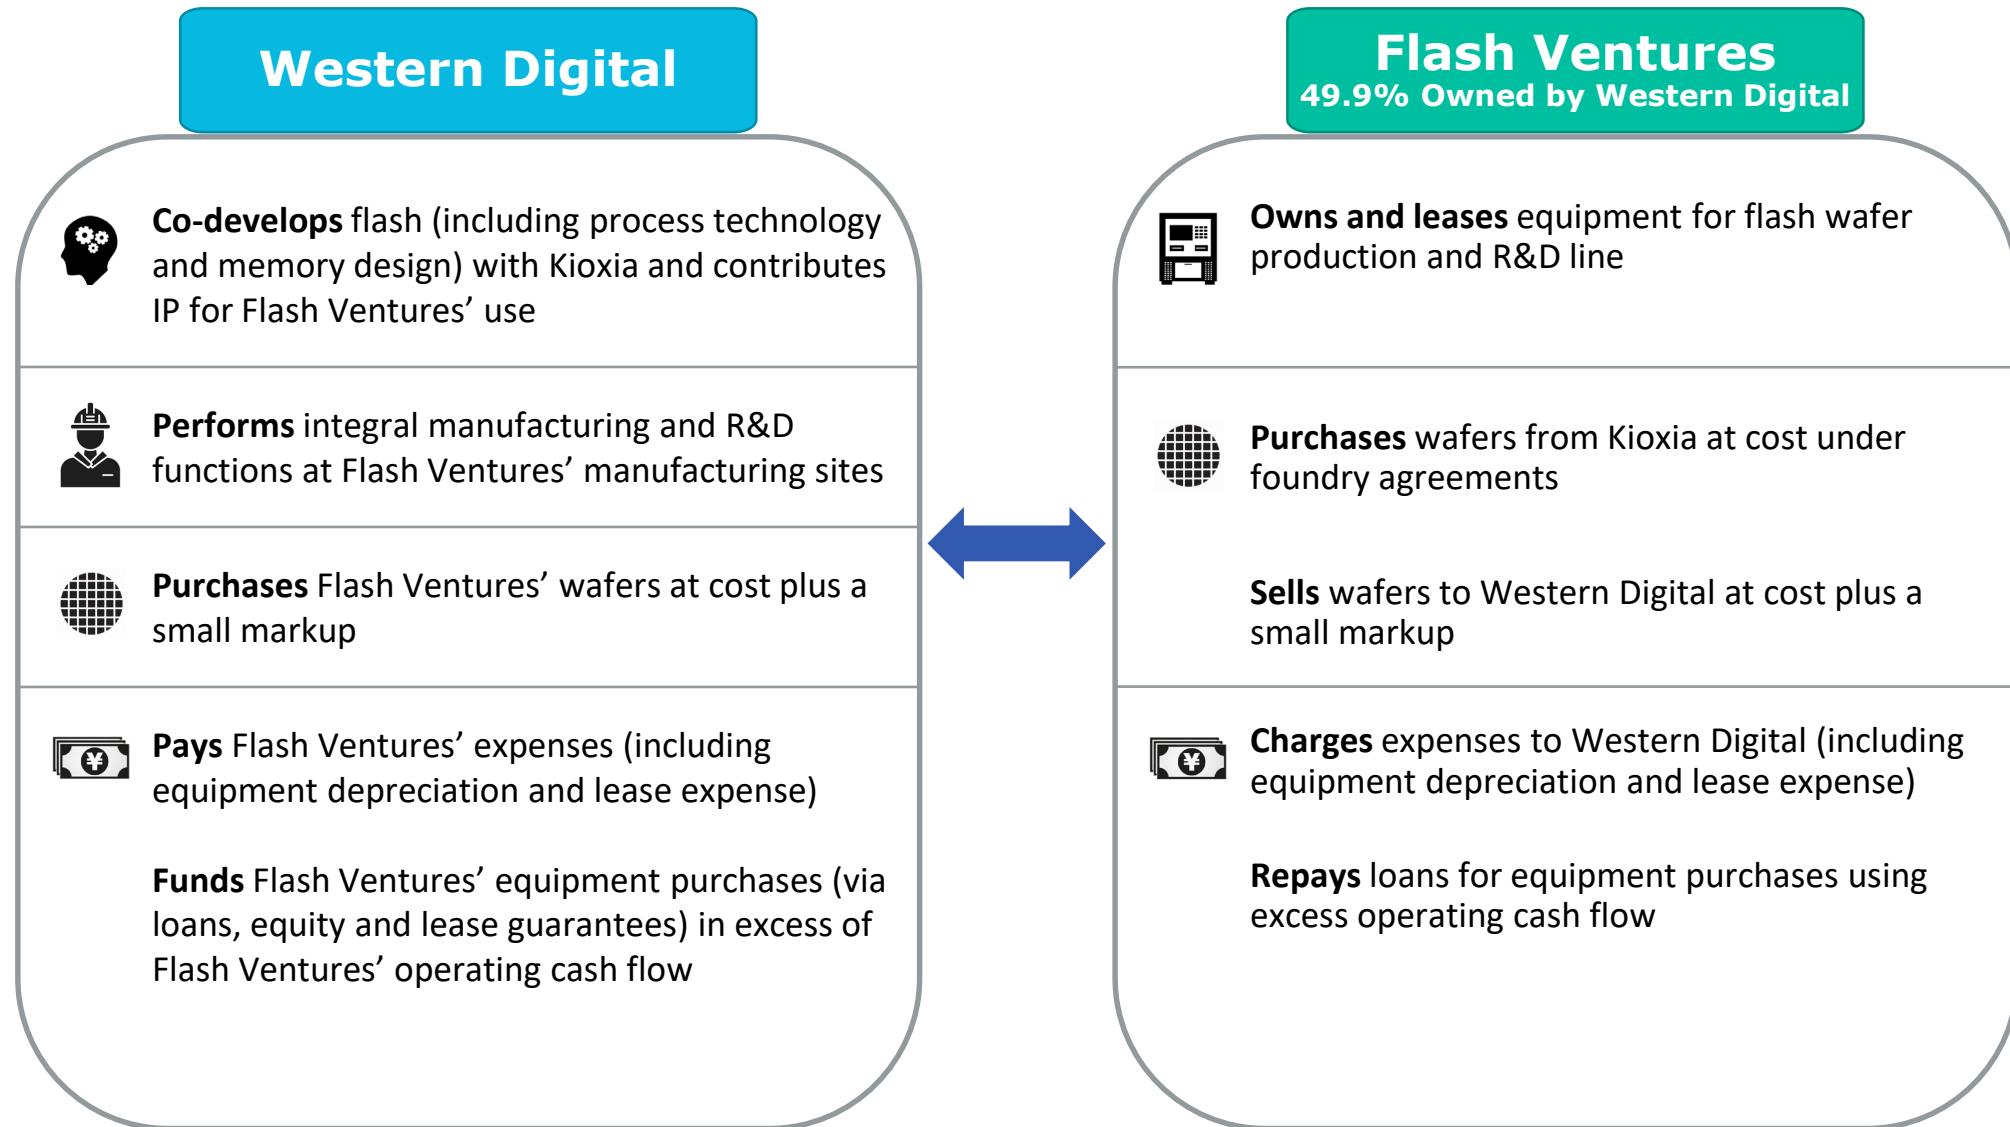 Western Digital
Co-develops flash (including process technology
and memory design) with Kioxia and contributes
IP for Flash Ventures’ use
Performs integral manufacturing and R&D
functions at Flash Ventures’ manufacturing sites
Purchases Flash Ventures’ wafers at cost plus a
small markup
¥
Pays Flash Ventures’ expenses (including
equipment depreciation and lease expense)
Funds Flash Ventures’ equipment purchases (via
loans, equity and lease guarantees) in excess of
Flash Ventures’ operating cash flow
Flash Ventures
49.9% Owned by Western Digital
Owns and leases equipment for flash wafer
production and R&D line
Purchases wafers from Kioxia at cost under
foundry agreements
Sells wafers to Western Digital at cost plus a
small markup
¥
Charges expenses to Western Digital (including
equipment depreciation and lease expense)
Repays loans for equipment purchases using
excess operating cash flow